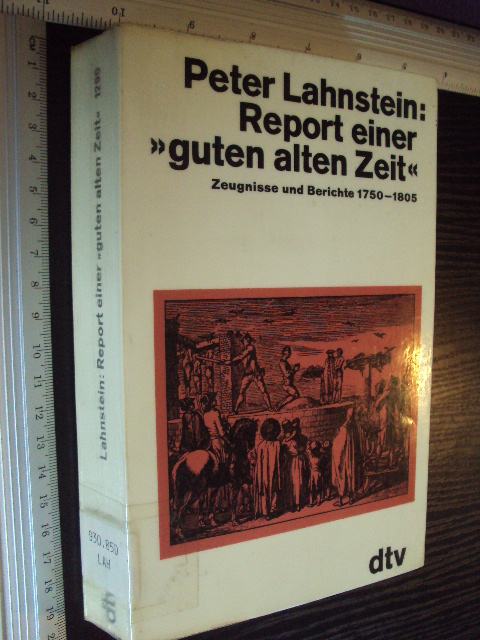 Peter Lahnstein:
Report einer
»guten alten Zeit«
Zeugnisse und Berichte 1750–1805
dtv
Lahnstein: Report einer »guten alten Zeit« 1290
930.850
LAH
dtv